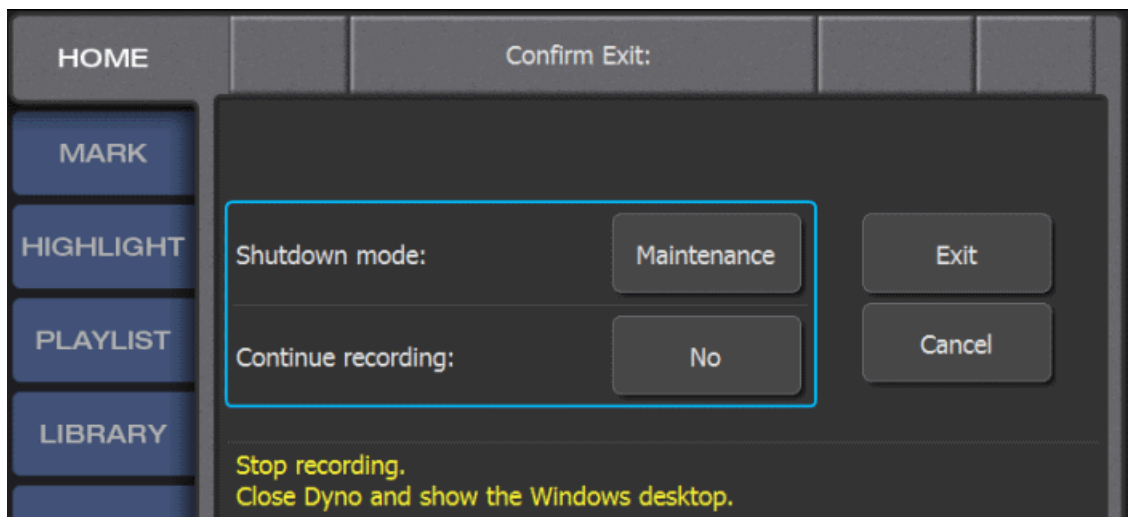 HOME
Confirm Exit:
MARK
HIGHLIGHT
Shutdown mode:
Maintenance
Exit
PLAYLIST
Continue recording:
No
Cancel
LIBRARY
Stop recording.
Close Dyno and show the Windows desktop.